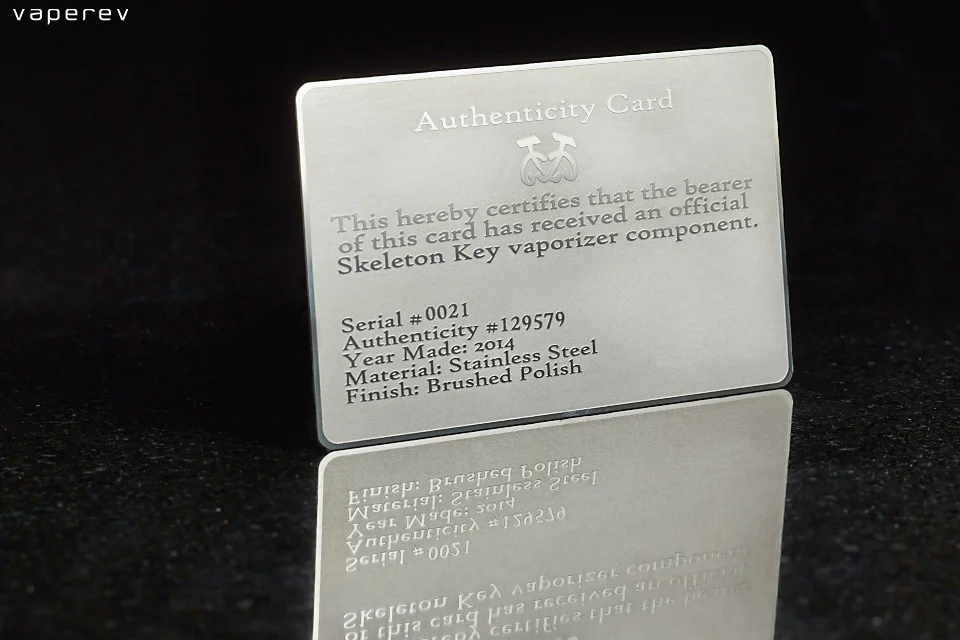 vaperev
Authenticity Card
This hereby certifies that the bearer
of this card has received an official
Skeleton Key vaporizer component.
Serial #0021
Authenticity #129579
Year Made: 2014
Material: Stainless Steel
Finish: Brushed Polish